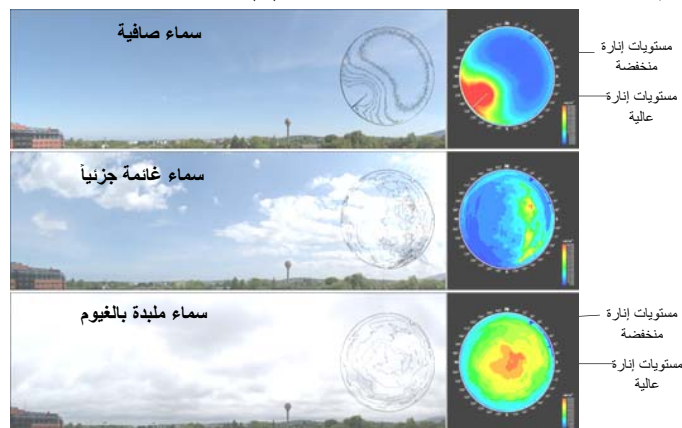 سماء صافية
مستويات إنارة
منخفضة
مستويات إنارة
عالية
سماء غائمة جزئياً
سماء ملبدة بالغيوم
مستويات إنارة
منخفضة
مستويات إنارة
عالية